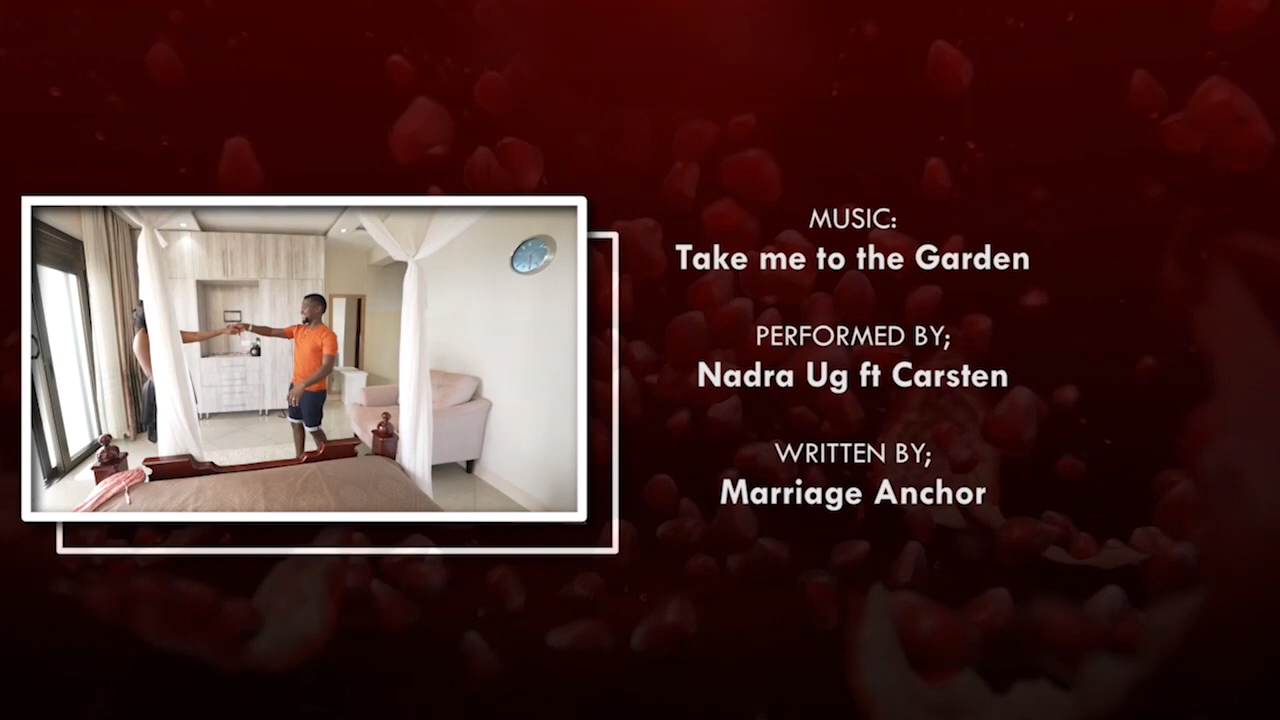 MUSIC:
Take me to the Garden
PERFORMED BY;
Nadra Ug ft Carsten
WRITTEN BY;
Marriage Anchor